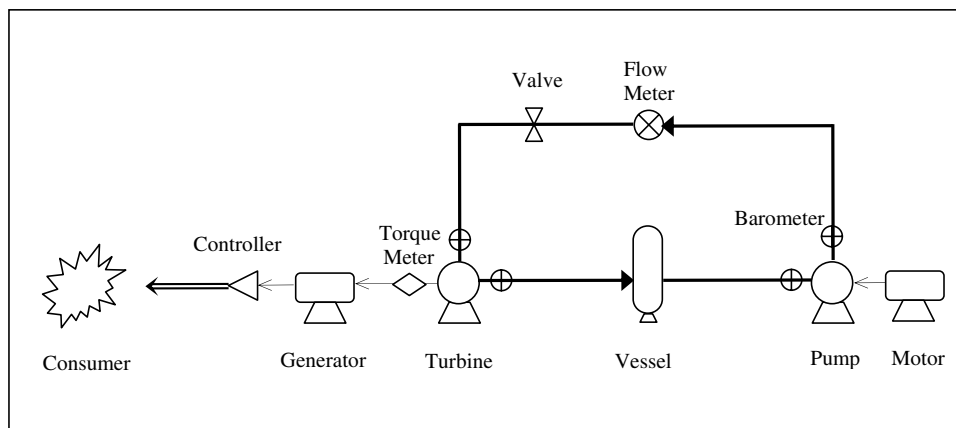 Valve
Flow
Meter
Barometer
Torque
Meter
Controller
Consumer
Generator
Turbine
Vessel
Pump
Motor